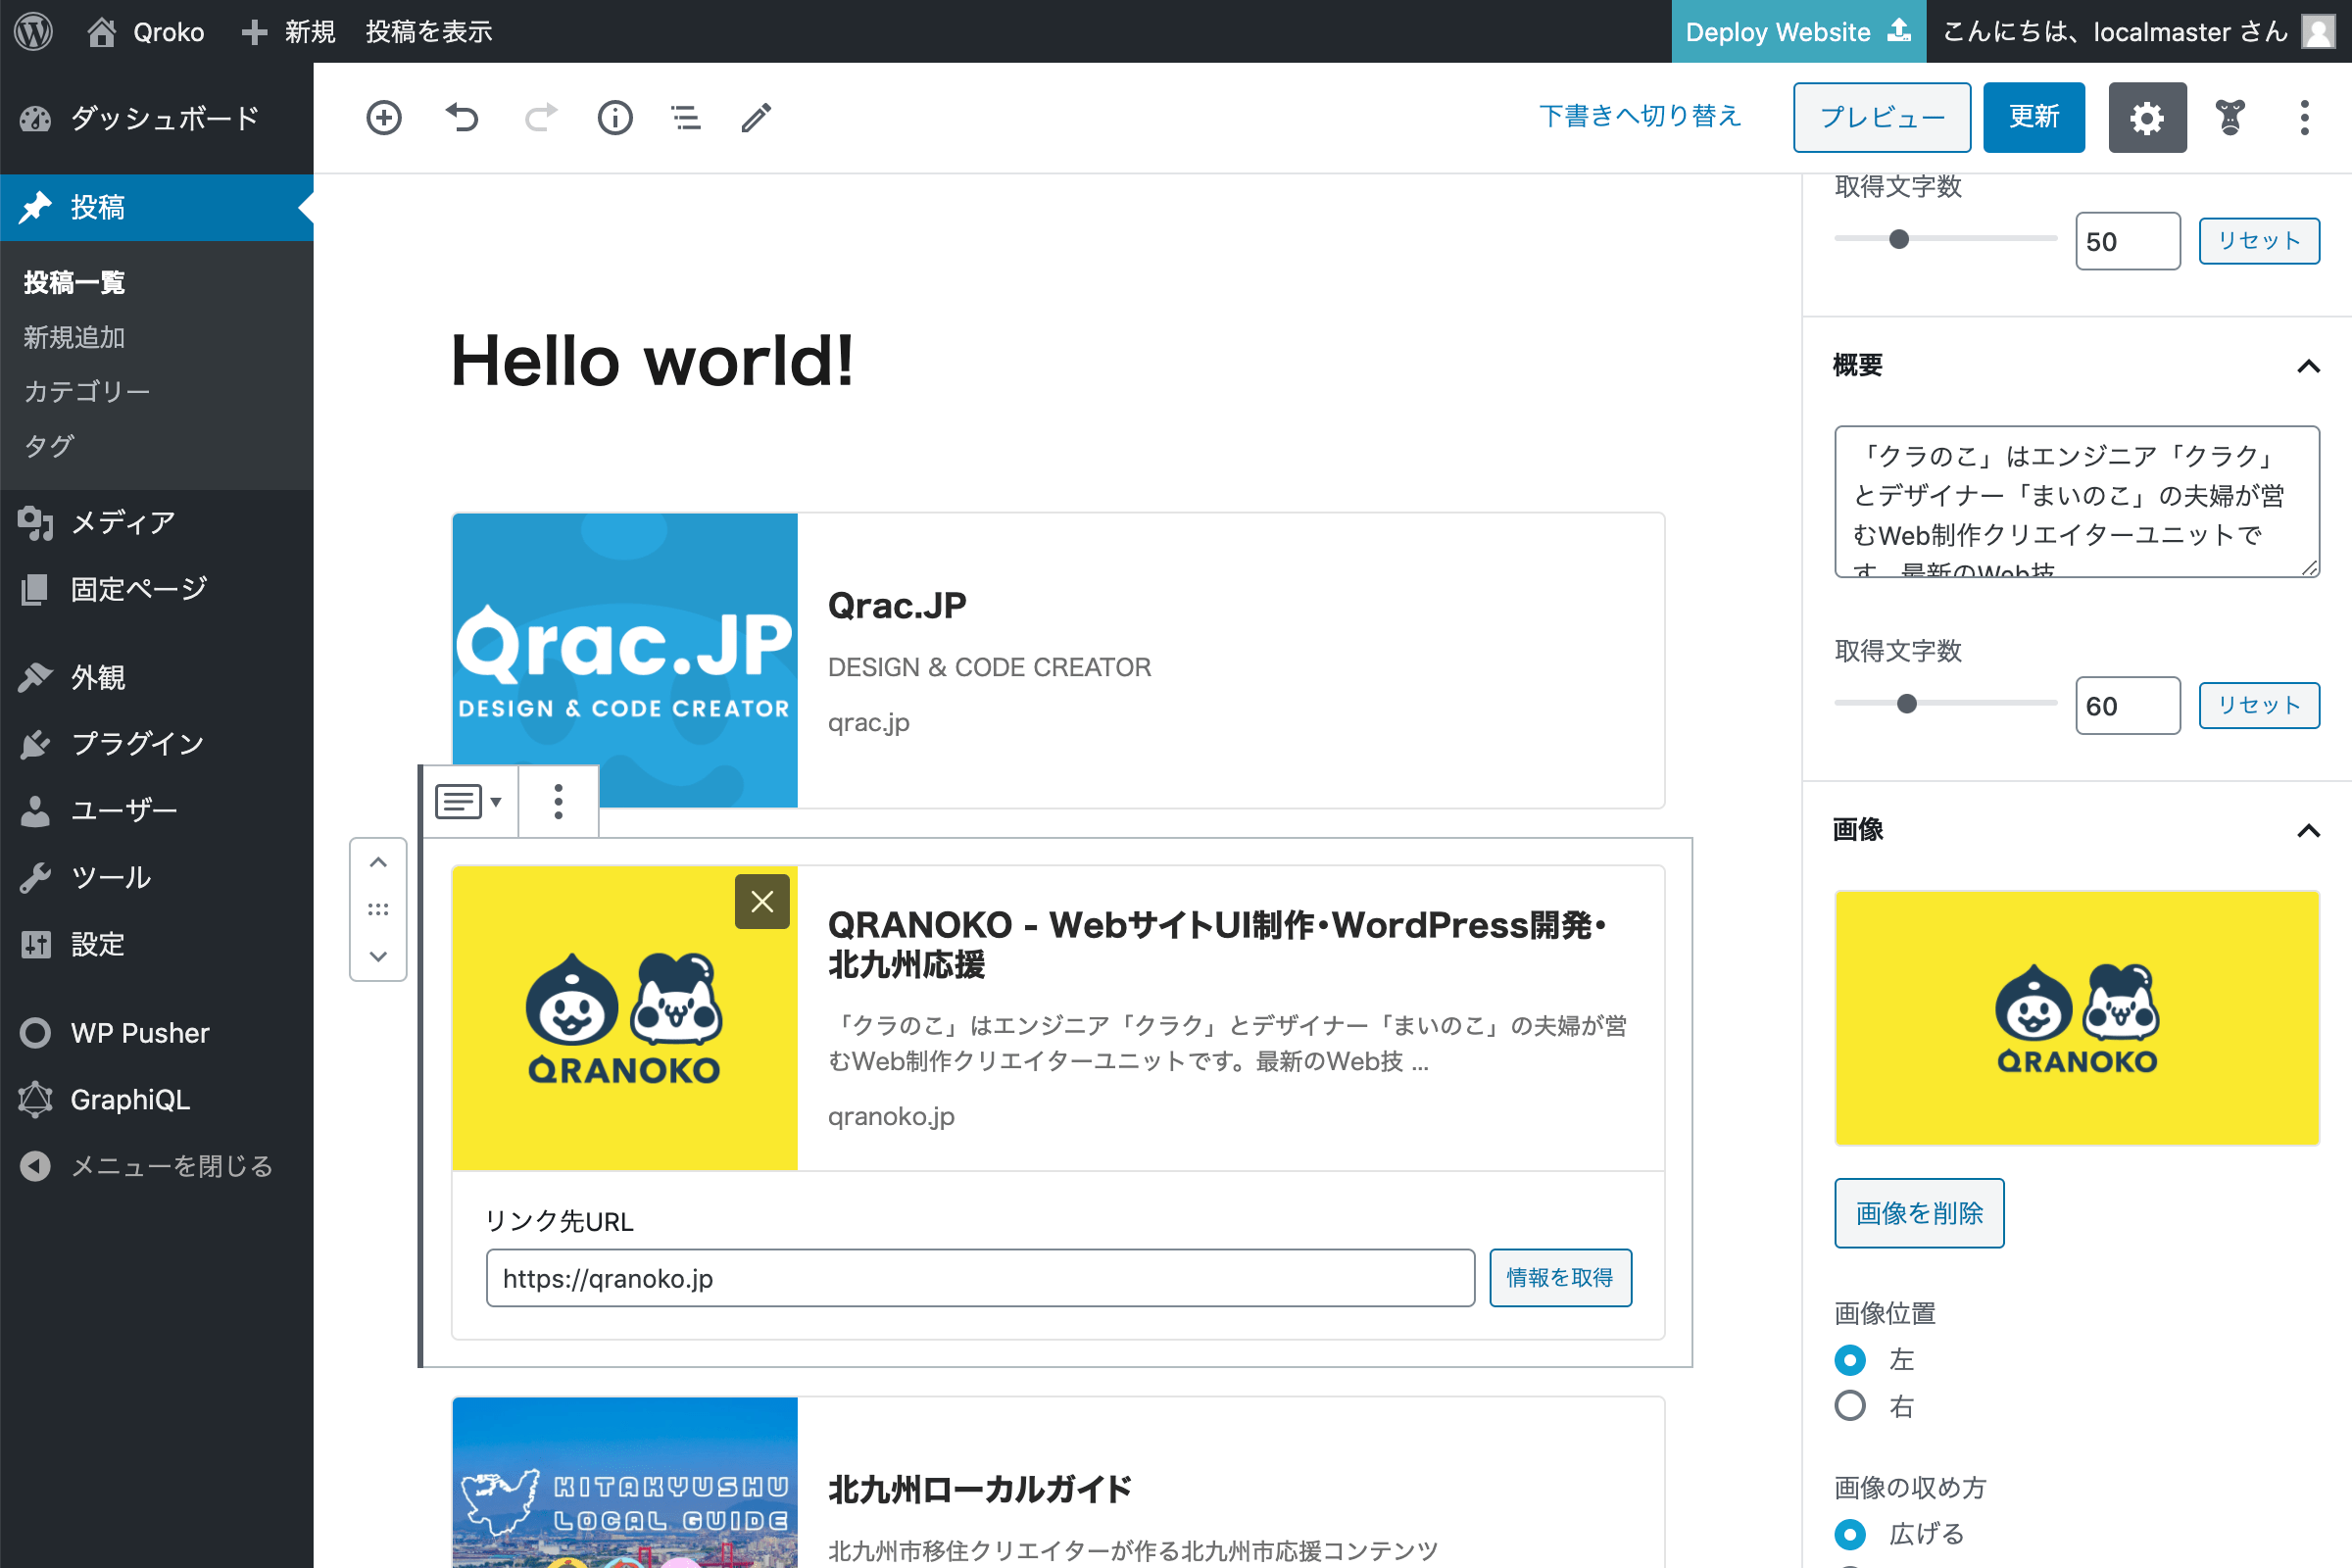 Qroko
新規
投稿を表示
Deploy Website
こんにちは、localmaster さん
ダッシュボード
投稿
投稿一覧
新規追加
カテゴリー
タグ
メディア
固定ページ
外観
プラグイン
ユーザー
ツール
設定
WP Pusher
GraphiQL
メニューを閉じる
下書きへ切り替え
プレビュー
更新
Hello world!
Qrac.JP
DESIGN & CODE CREATOR
Qrac.JP
DESIGN & CODE CREATOR
qrac.jp
QRANOKO
QRANOKO - WebサイトUI制作・WordPress開発・
北九州応援
「クラのこ」はエンジニア「クラク」とデザイナー「まいのこ」の夫婦が営
むWeb制作クリエイターユニットです。最新のWeb技 ...
qranoko.jp
リンク先URL
https://qranoko.jp
情報を取得
KITAKYUSHU
LOCAL GUIDE
北九州ローカルガイド
北九州市移住クリエイターが作る北九州市応援コンテンツ
取得文字数
50
リセット
概要
「クラのこ」はエンジニア「クラク」
とデザイナー「まいのこ」の夫婦が営
むWeb制作クリエイターユニットで
す。最新のWeb技
取得文字数
60
リセット
画像
QRANOKO
画像を削除
画像位置
左
右
画像の収め方
広げる